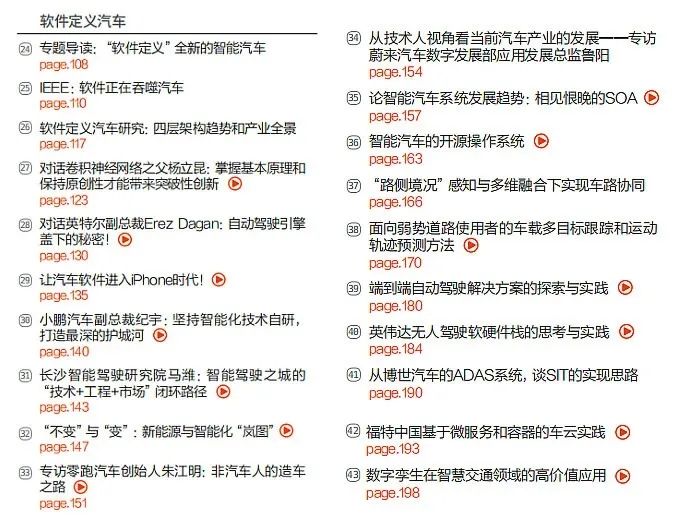 软件定义汽车
24 专题导读：“软件定义”全新的智能汽车
page.108
25 IEEE：软件正在吞噬汽车
page.110
26 软件定义汽车研究：四层架构趋势和产业全景
page.117
27 对话卷积神经网络之父杨立昆：掌握基本原理和
保持原创性才能带来突破性创新
page.123
28 对话英特尔副总裁Erez Dagan：自动驾驶引擎
盖下的秘密！
page.130
29 让汽车软件进入iPhone时代！
page.135
30 小鹏汽车副总裁纪宇：坚持智能化技术自研，
打造最深的护城河
page.140
31 长沙智能驾驶研究院马潍：智能驾驶之城的
“技术+工程+市场”闭环路径
page.143
32 “不变”与“变”：新能源与智能化“岚图”
page.147
33 专访零跑汽车创始人朱江明：非汽车人的造车
之路
page.151
34 从技术人视角看当前汽车产业的发展——专访
蔚来汽车数字发展部应用发展总监鲁阳
page.154
35 论智能汽车系统发展趋势：相见恨晚的SOA
page.157
36 智能汽车的开源操作系统
page.163
37 “路侧境况”感知与多维融合下实现车路协同
page.166
38 面向弱势道路使用者的车载多目标跟踪和运动
轨迹预测方法
page.170
39 端到端自动驾驶解决方案的探索与实践
page.180
40 英伟达无人驾驶软硬件栈的思考与实践
page.184
41 从博世汽车的ADAS系统，谈SIT的实现思路
page.190
42 福特中国基于微服务和容器的车云实践
page.193
43 数字孪生在智慧交通领域的高价值应用
page.198